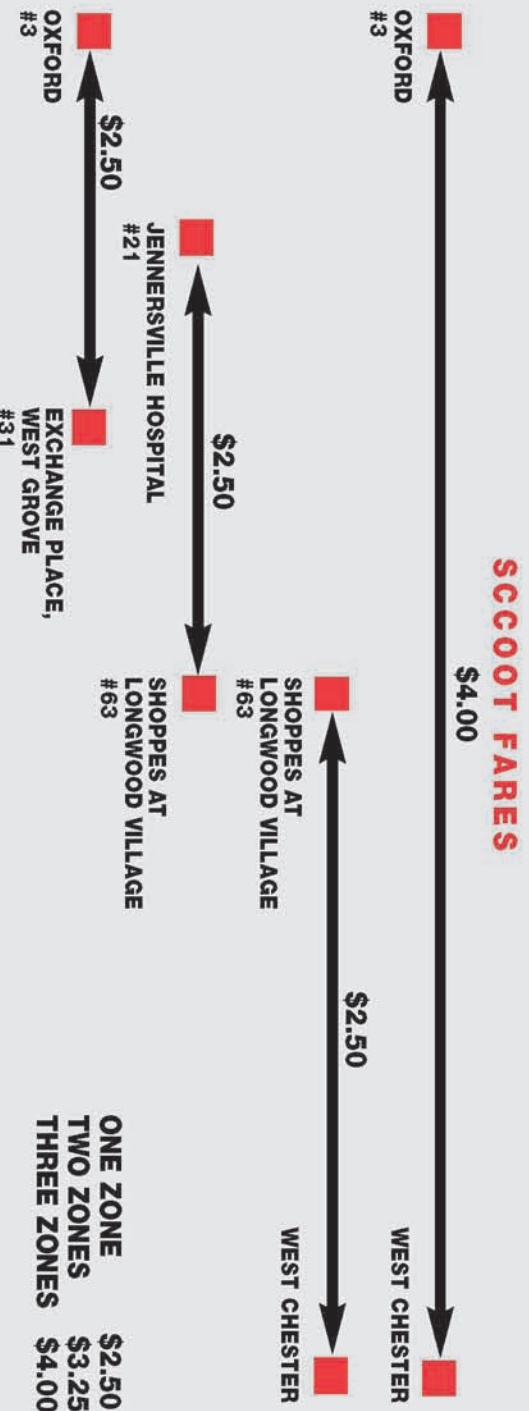 SCCOOT FARES
$4.00
OXFORD
#3
WEST CHESTER
$2.50
SHOPPES AT
LONGWOOD VILLAGE
#63
WEST CHESTER
$2.50
JENNERSVILLE HOSPITAL
#21
SHOPPES AT
LONGWOOD VILLAGE
#63
$2.50
OXFORD
#3
EXCHANGE PLACE,
WEST GROVE
#31
ONE ZONE $2.50
TWO ZONES $3.25
THREE ZONES $4.00